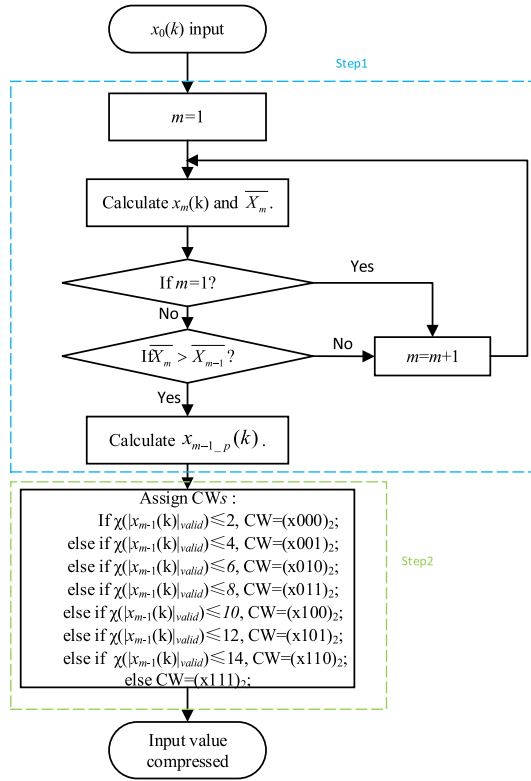 x₀(k) input
Step1
m=1
Calculate xₘ(k) and X̅ₘ.
If m=1?
Yes
No
If X̅ₘ > X̅ₘ₋₁ ?
No
m=m+1
Yes
Calculate xₘ₋₁_ₚ(k).
Assign CWs :
If χ(|xₘ₋₁(k)|valid)≤2, CW=(x000)₂;
else if χ(|xₘ₋₁(k)|valid)≤4, CW=(x001)₂;
else if χ(|xₘ₋₁(k)|valid)≤6, CW=(x010)₂;
else if χ(|xₘ₋₁(k)|valid)≤8, CW=(x011)₂;
else if χ(|xₘ₋₁(k)|valid)≤10, CW=(x100)₂;
else if χ(|xₘ₋₁(k)|valid)≤12, CW=(x101)₂;
else if χ(|xₘ₋₁(k)|valid)≤14, CW=(x110)₂;
else CW=(x111)₂;
Step2
Input value
compressed